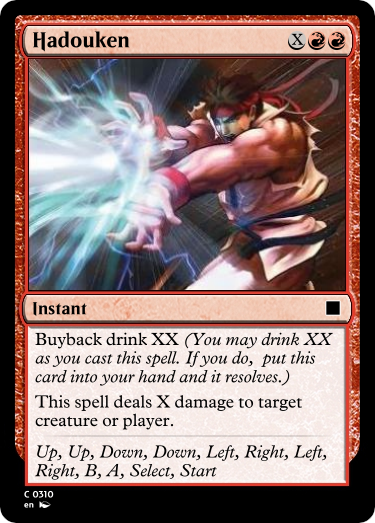 Hadouken XRR
Instant
Buyback drink XX (You may drink XX
as you cast this spell. If you do, put this
card into your hand and it resolves.)
This spell deals X damage to target
creature or player.
Up, Up, Down, Down, Left, Right, Left,
Right, B, A, Select, Start
C 0310
en